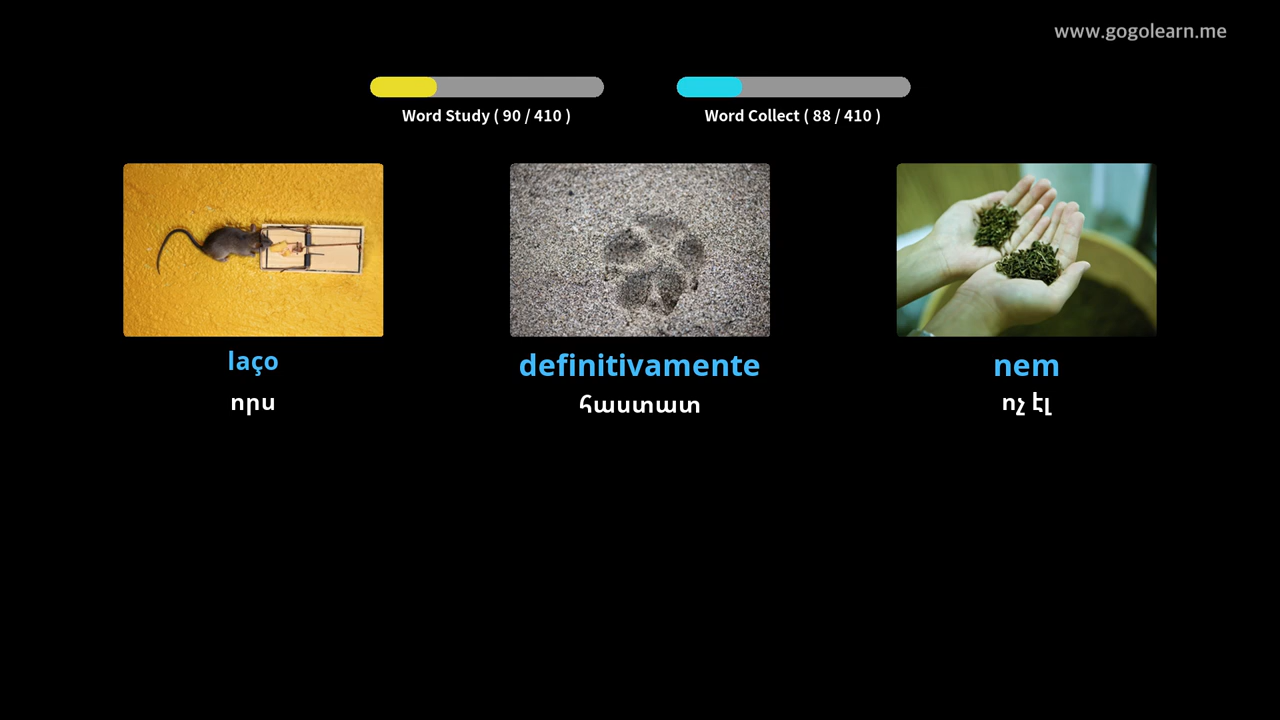 www.gogolearn.me
Word Study ( 90 / 410 )
Word Collect ( 88 / 410 )
laço
որս
definitivamente
հաստատ
nem
ոչ էլ